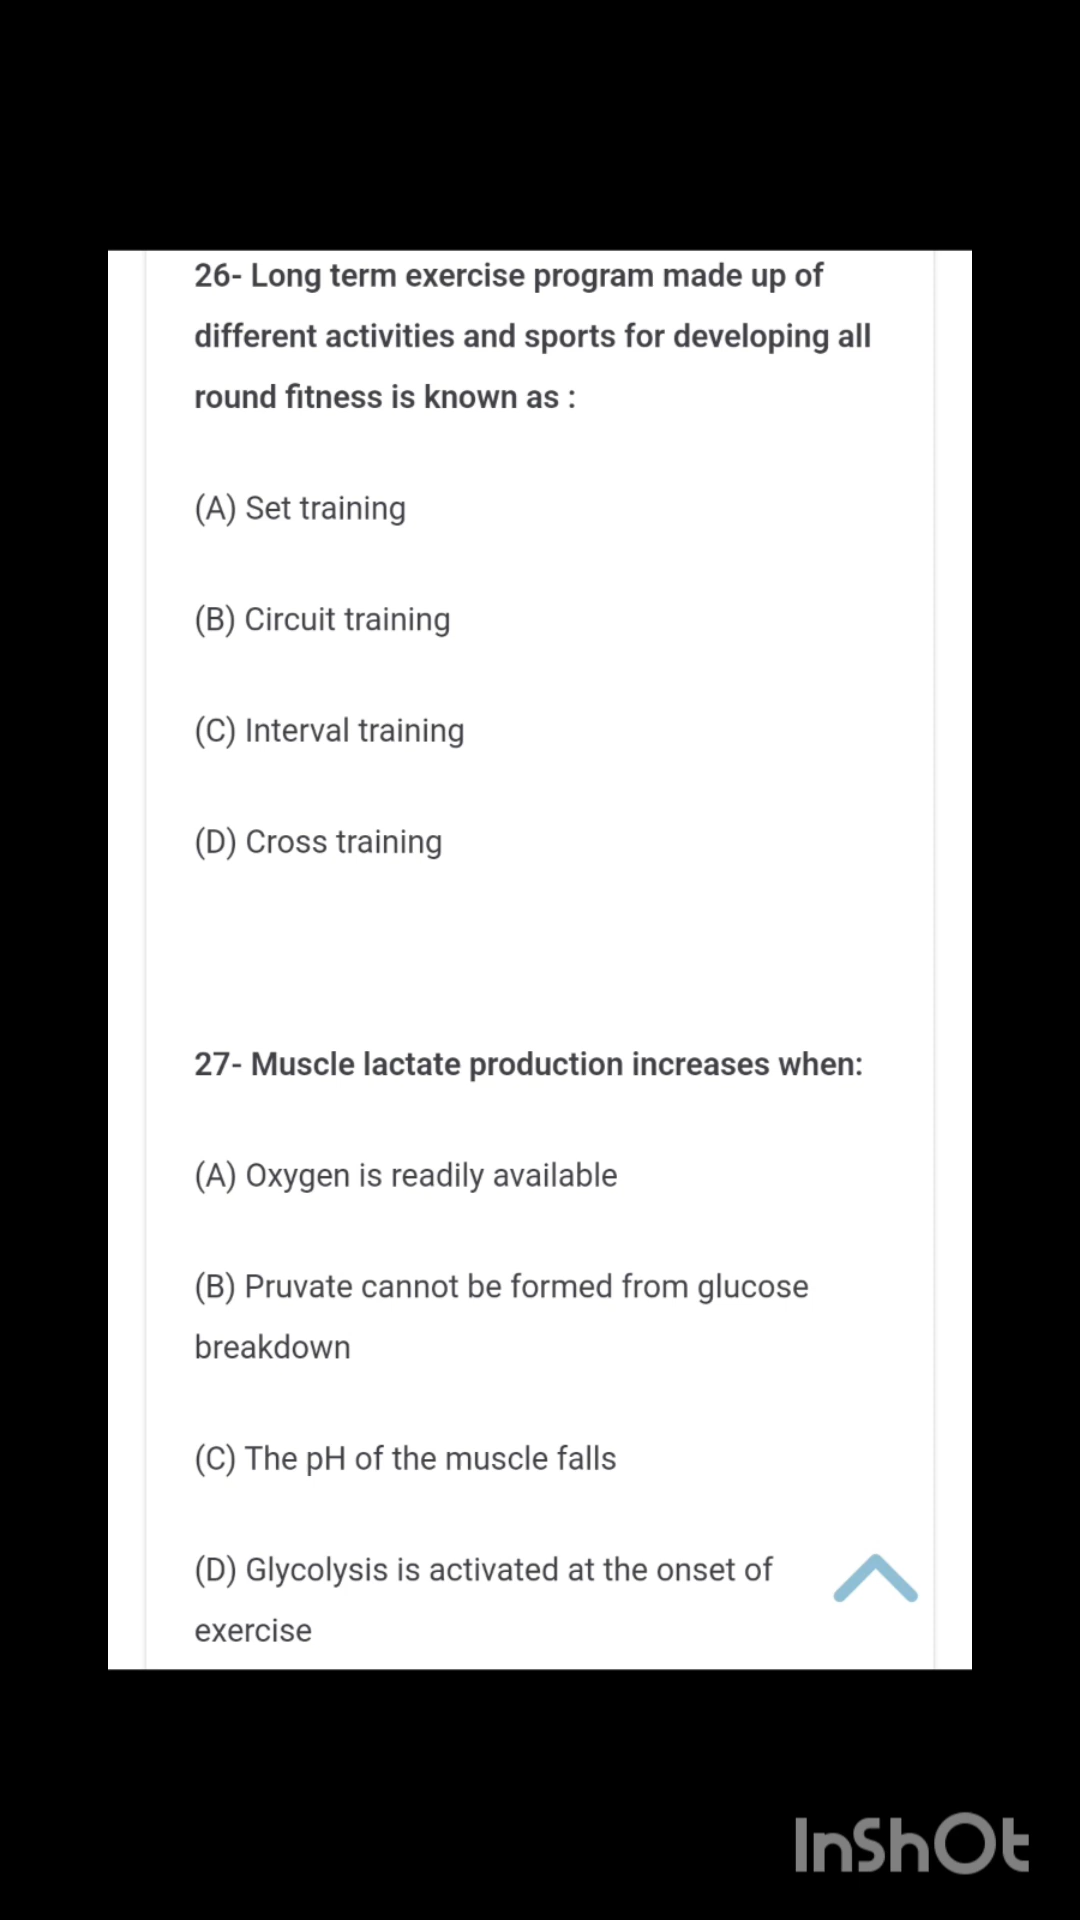 26- Long term exercise program made up of
different activities and sports for developing all
round fitness is known as :
(A) Set training
(B) Circuit training
(C) Interval training
(D) Cross training
27- Muscle lactate production increases when:
(A) Oxygen is readily available
(B) Pruvate cannot be formed from glucose
breakdown
(C) The pH of the muscle falls
(D) Glycolysis is activated at the onset of
exercise
InShOt